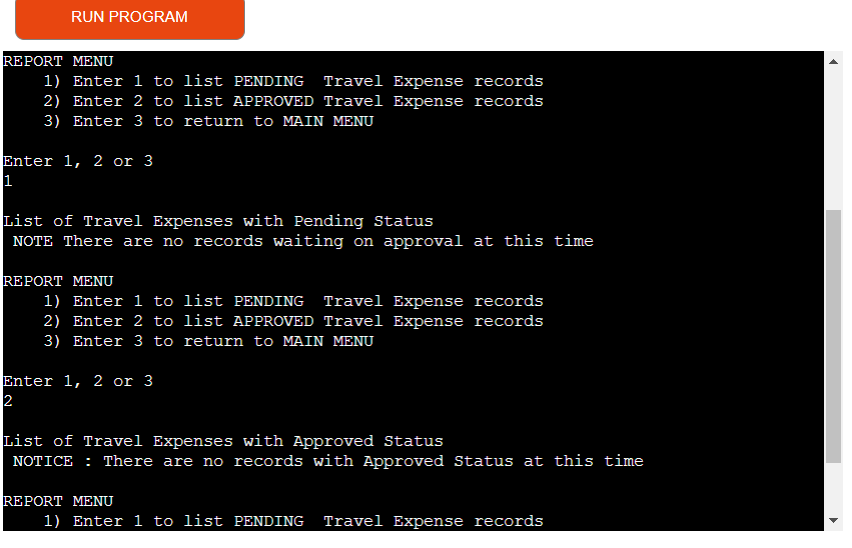 RUN PROGRAM
REPORT MENU
1) Enter 1 to list PENDING  Travel Expense records
2) Enter 2 to list APPROVED Travel Expense records
3) Enter 3 to return to MAIN MENU
Enter 1, 2 or 3
1
List of Travel Expenses with Pending Status
NOTE There are no records waiting on approval at this time
REPORT MENU
1) Enter 1 to list PENDING  Travel Expense records
2) Enter 2 to list APPROVED Travel Expense records
3) Enter 3 to return to MAIN MENU
Enter 1, 2 or 3
2
List of Travel Expenses with Approved Status
NOTICE : There are no records with Approved Status at this time
REPORT MENU
1) Enter 1 to list PENDING  Travel Expense records